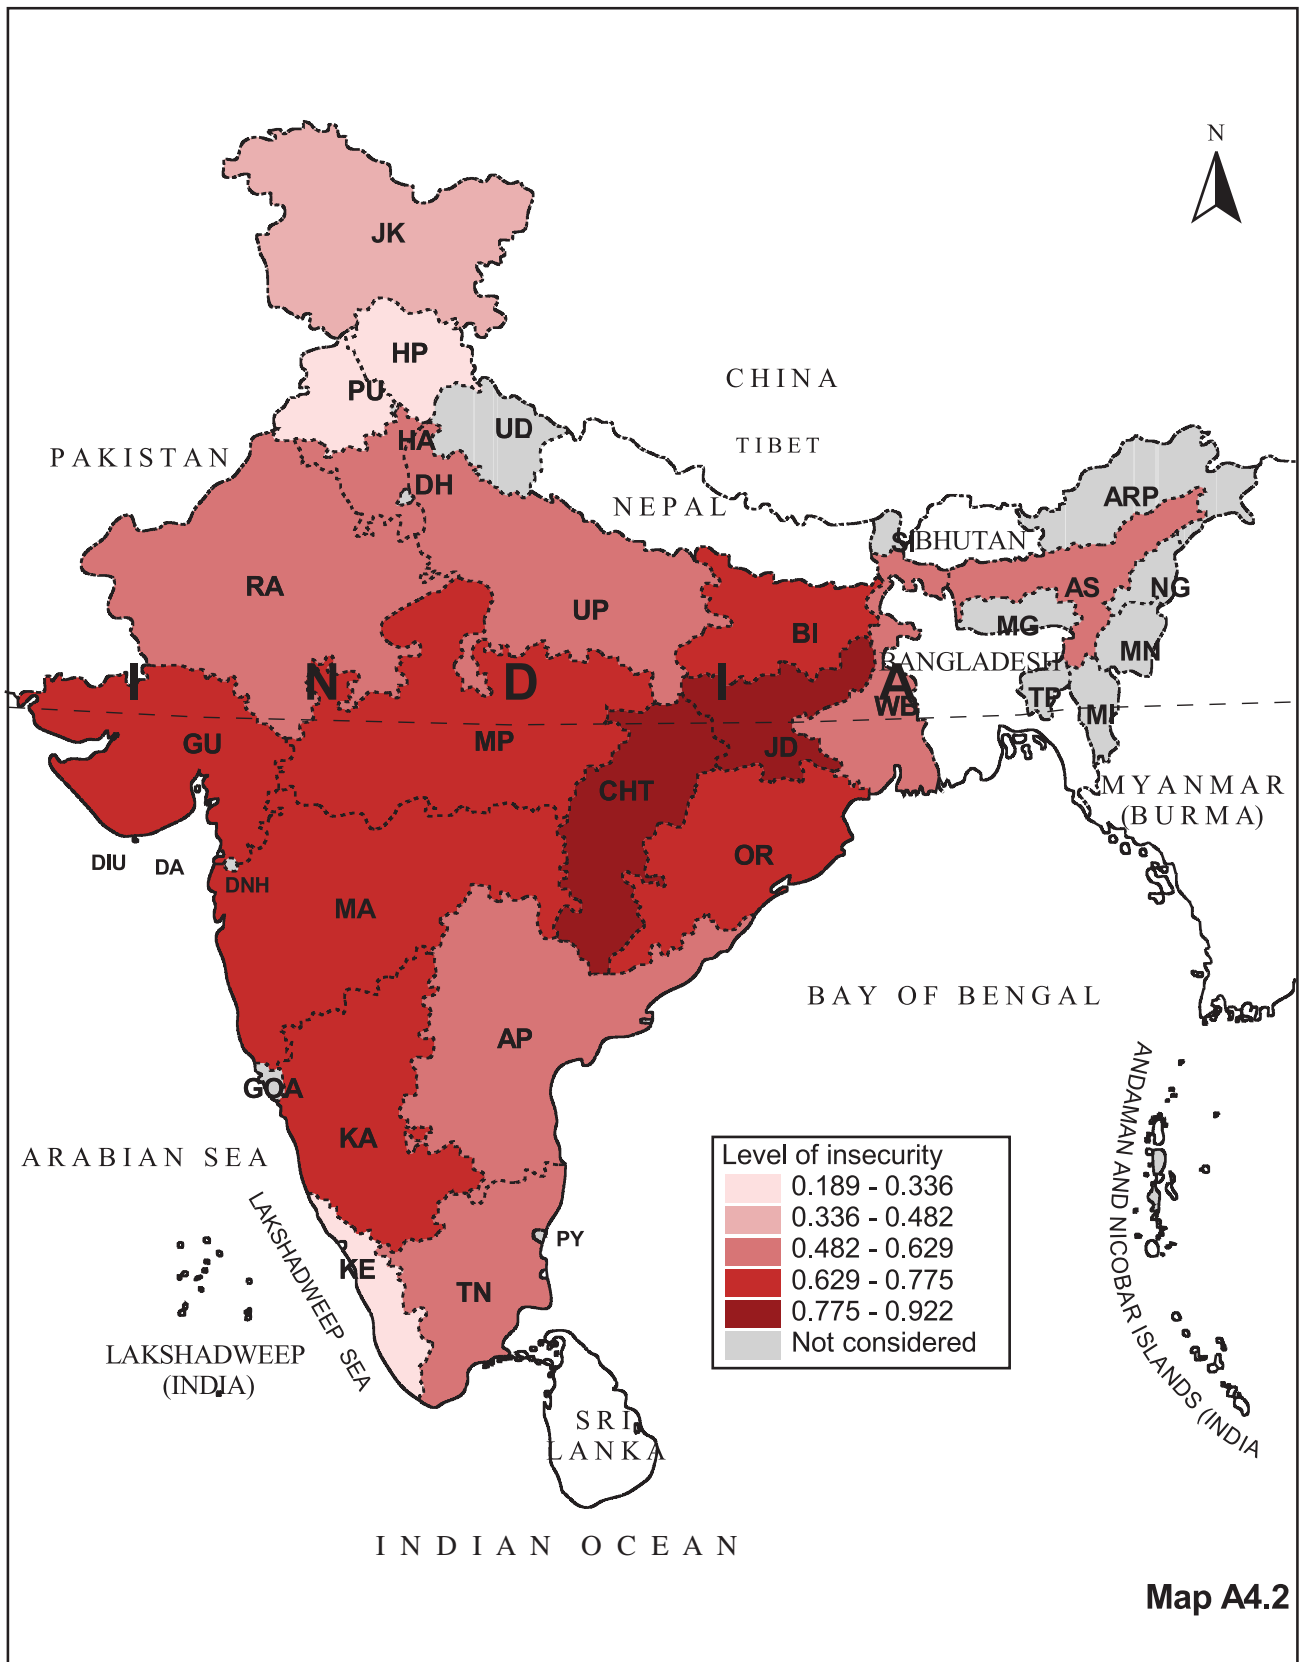 N
JK
HP
CHINA
PU
UD
HA
TIBET
PAKISTAN
DH
NEPAL
ARP
SI
BHUTAN
RA
AS
NG
UP
MG
BI
MN
BANGLADESH
I N D I A
TP
WB
MI
GU
MP
JD
CHT
MYANMAR
(BURMA)
OR
DIU
DA
DNH
MA
BAY OF BENGAL
AP
GOA
KA
ARABIAN SEA
ANDAMAN AND NICOBAR ISLANDS (INDIA
Level of insecurity
0.189 - 0.336
0.336 - 0.482
0.482 - 0.629
0.629 - 0.775
0.775 - 0.922
Not considered
LAKSHADWEEP SEA
PY
KE
TN
LAKSHADWEEP
(INDIA)
SRI
LANKA
INDIAN OCEAN
Map A4.2